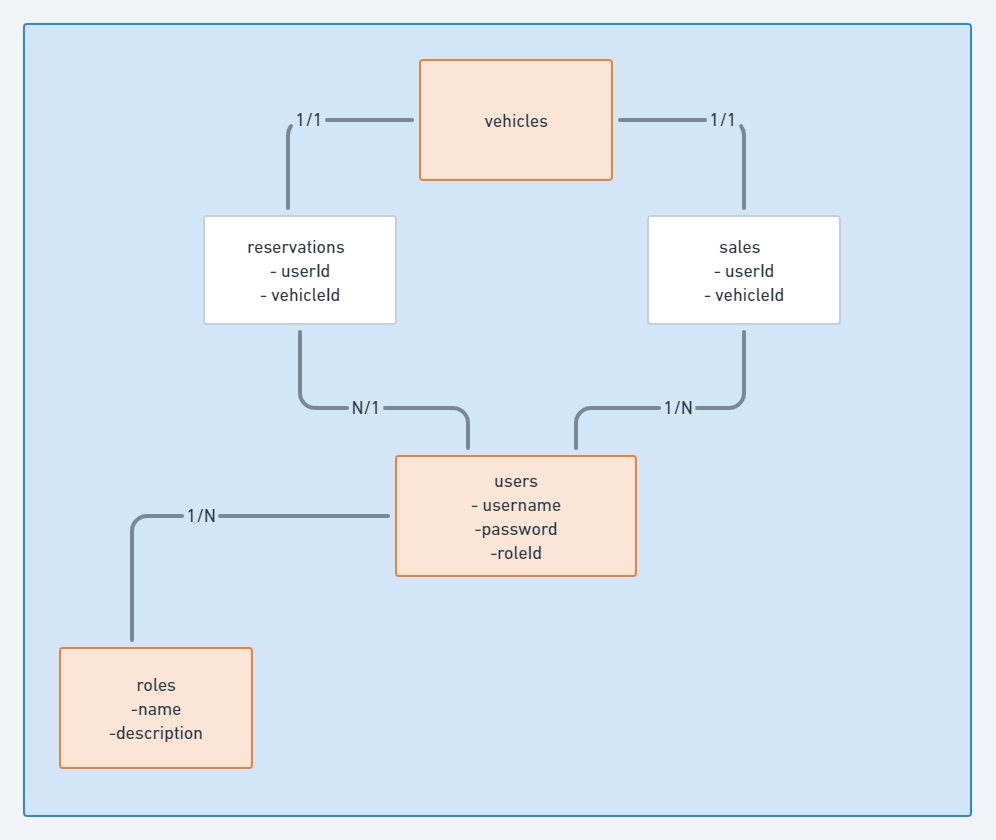 vehicles
1/1
1/1
reservations
- userId
- vehicleId
sales
- userId
- vehicleId
N/1
1/N
users
- username
-password
-roleId
1/N
roles
-name
-description